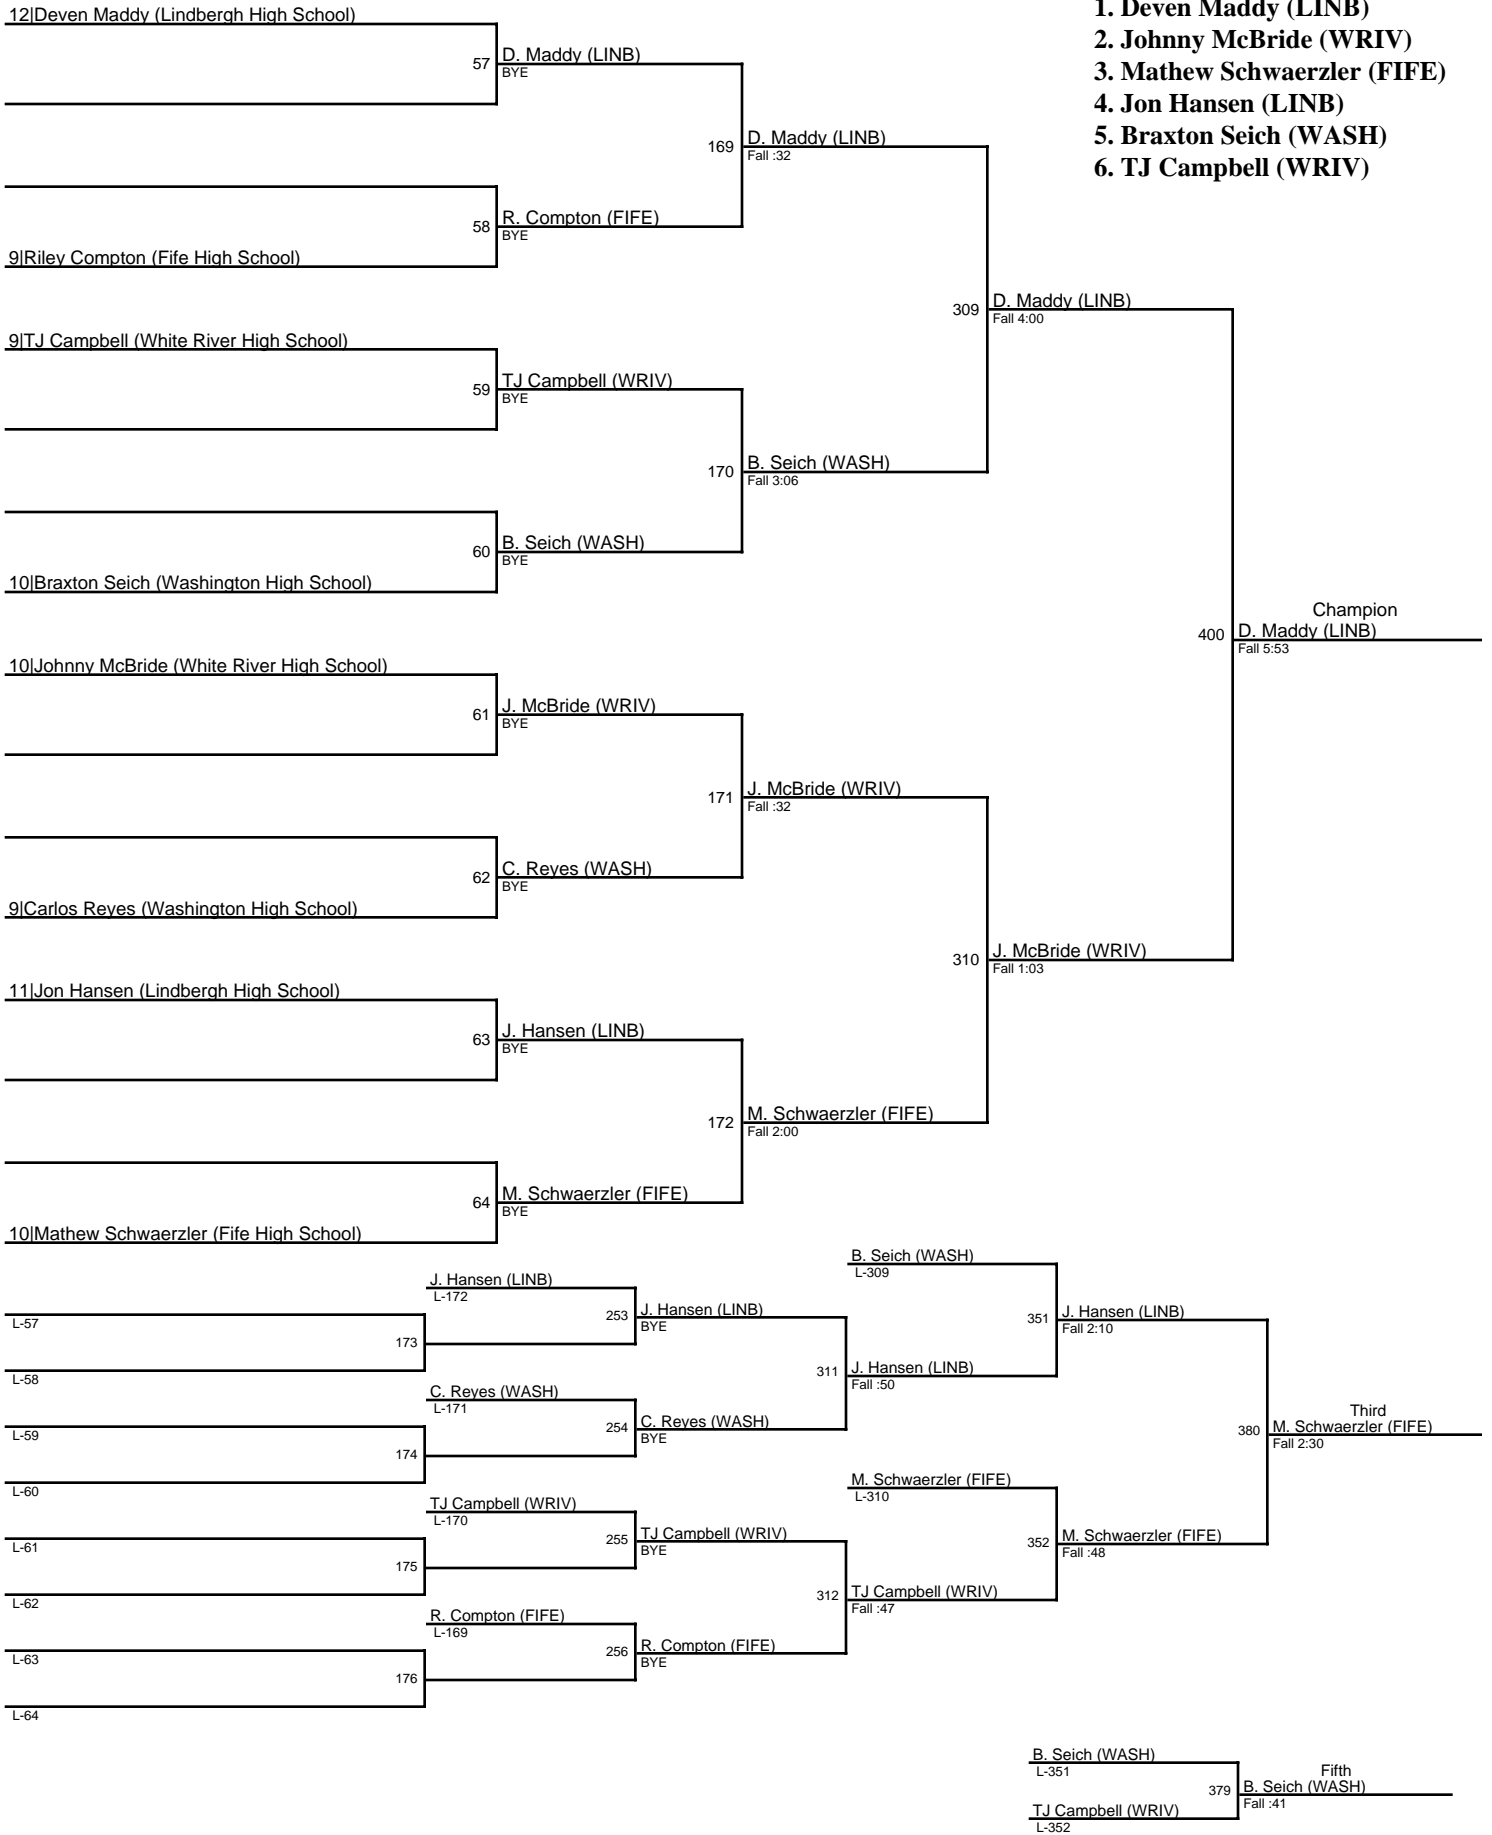 1. Deven Maddy (LINB)
2. Johnny McBride (WRIV)
3. Mathew Schwaerzler (FIFE)
4. Jon Hansen (LINB)
5. Braxton Seich (WASH)
6. TJ Campbell (WRIV)
12|Deven Maddy (Lindbergh High School)
57
D. Maddy (LINB)
BYE
169
D. Maddy (LINB)
Fall :32
58
R. Compton (FIFE)
BYE
9|Riley Compton (Fife High School)
309
D. Maddy (LINB)
Fall 4:00
9|TJ Campbell (White River High School)
59
TJ Campbell (WRIV)
BYE
170
B. Seich (WASH)
Fall 3:06
60
B. Seich (WASH)
BYE
10|Braxton Seich (Washington High School)
Champion
400
D. Maddy (LINB)
Fall 5:53
10|Johnny McBride (White River High School)
61
J. McBride (WRIV)
BYE
171
J. McBride (WRIV)
Fall :32
62
C. Reyes (WASH)
BYE
9|Carlos Reyes (Washington High School)
310
J. McBride (WRIV)
Fall 1:03
11|Jon Hansen (Lindbergh High School)
63
J. Hansen (LINB)
BYE
172
M. Schwaerzler (FIFE)
Fall 2:00
64
M. Schwaerzler (FIFE)
BYE
10|Mathew Schwaerzler (Fife High School)
L-57
173
L-58
L-59
174
L-60
L-61
175
L-62
L-63
176
L-64
J. Hansen (LINB)
L-172
253
J. Hansen (LINB)
BYE
C. Reyes (WASH)
L-171
254
C. Reyes (WASH)
BYE
TJ Campbell (WRIV)
L-170
255
TJ Campbell (WRIV)
BYE
R. Compton (FIFE)
L-169
256
R. Compton (FIFE)
BYE
B. Seich (WASH)
L-309
311
J. Hansen (LINB)
Fall :50
351
J. Hansen (LINB)
Fall 2:10
M. Schwaerzler (FIFE)
L-310
312
TJ Campbell (WRIV)
Fall :47
352
M. Schwaerzler (FIFE)
Fall :48
Third
380
M. Schwaerzler (FIFE)
Fall 2:30
B. Seich (WASH)
L-351
Fifth
379
B. Seich (WASH)
Fall :41
TJ Campbell (WRIV)
L-352